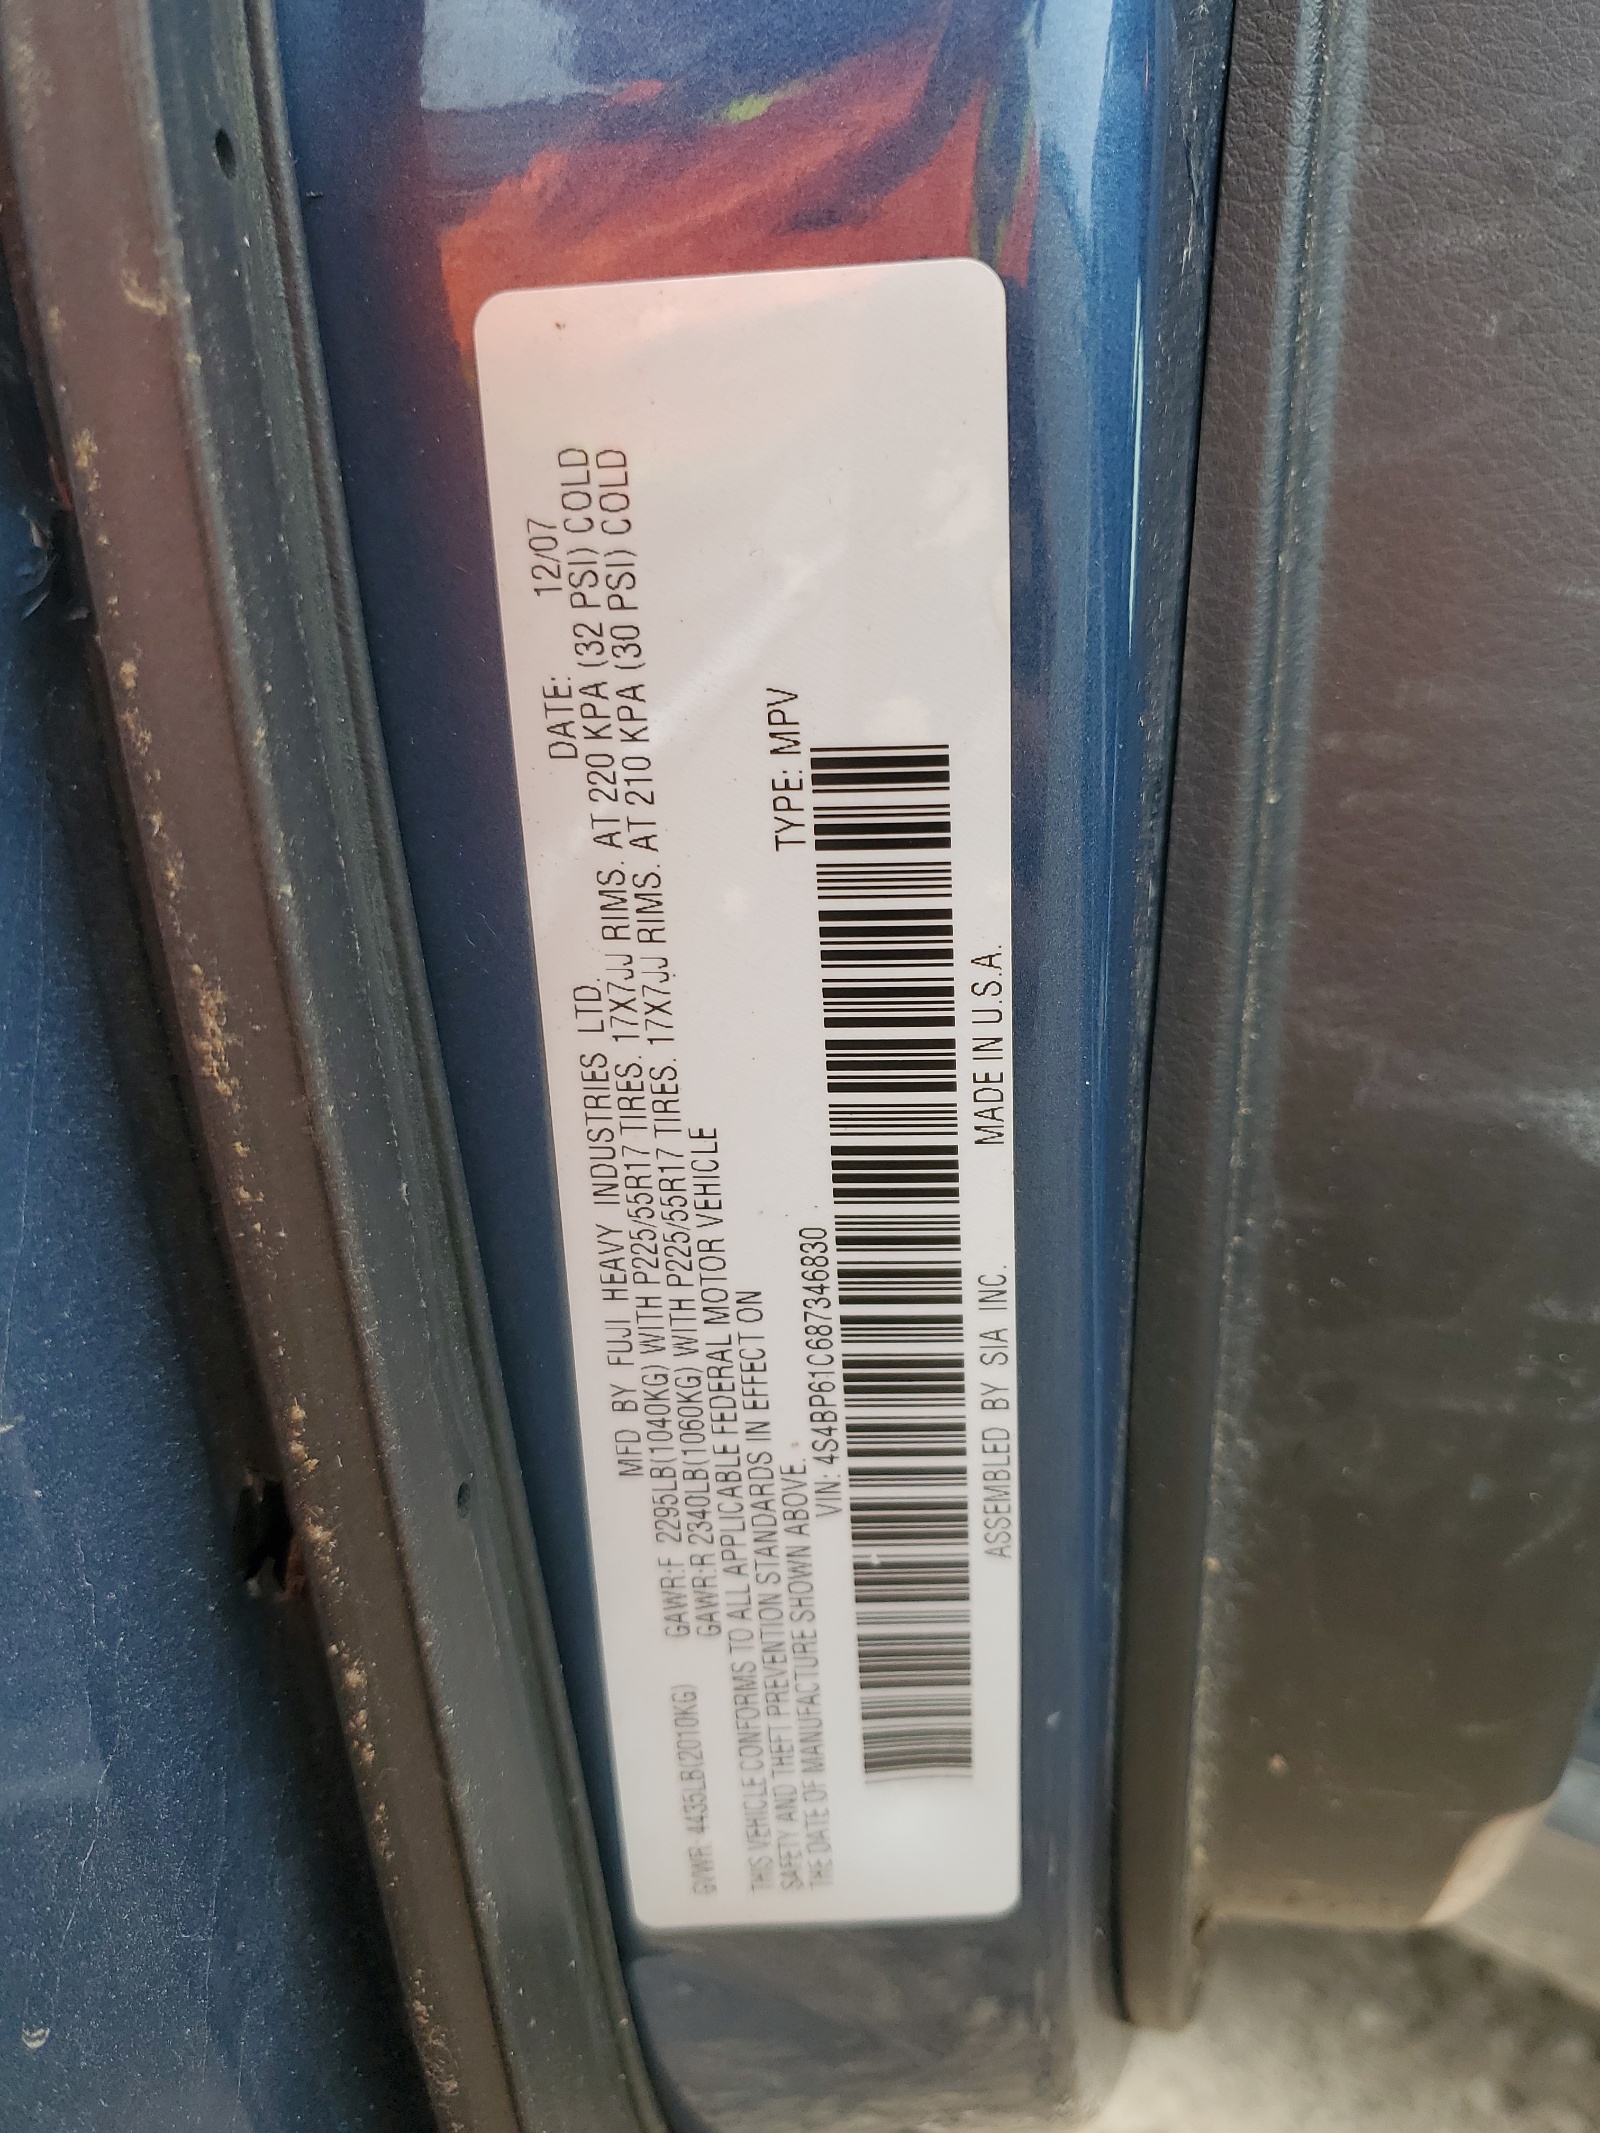 MFD BY FUJI HEAVY INDUSTRIES LTD. DATE: 12/07
GVWR 4435LB(2010KG) GAWR:F 2295LB(1040KG) WITH P225/55R17 TIRES. 17X7JJ RIMS. AT 220 KPA (32 PSI) COLD
GAWR:R 2340LB(1060KG) WITH P225/55R17 TIRES. 17X7JJ RIMS. AT 210 KPA (30 PSI) COLD
THIS VEHICLE CONFORMS TO ALL APPLICABLE FEDERAL MOTOR VEHICLE
SAFETY AND THEFT PREVENTION STANDARDS IN EFFECT ON
THE DATE OF MANUFACTURE SHOWN ABOVE.
VIN: 4S4BP61C687346830 TYPE: MPV
ASSEMBLED BY SIA INC. MADE IN U.S.A.